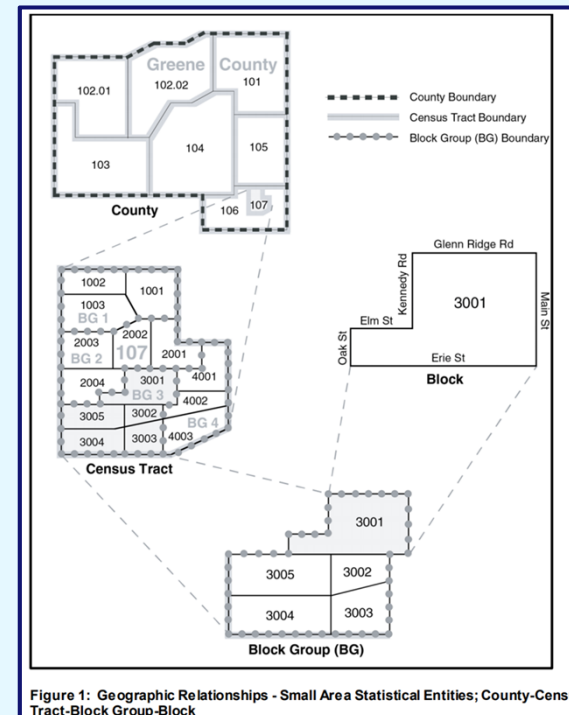 Greene County
102.01
102.02
101
103
104
105
106
107
County
County Boundary
Census Tract Boundary
Block Group (BG) Boundary
1002
1001
1003
BG 1
2003
2002
BG 2
107
2001
2004
3001
BG 3
4001
4002
3005
3002
BG 4
3004
3003
4003
Census Tract
Glenn Ridge Rd
Kennedy Rd
3001
Main St
Elm St
Oak St
Erie St
Block
3001
3005
3002
3004
3003
Block Group (BG)
Figure 1: Geographic Relationships - Small Area Statistical Entities; County-Cens
Tract-Block Group-Block